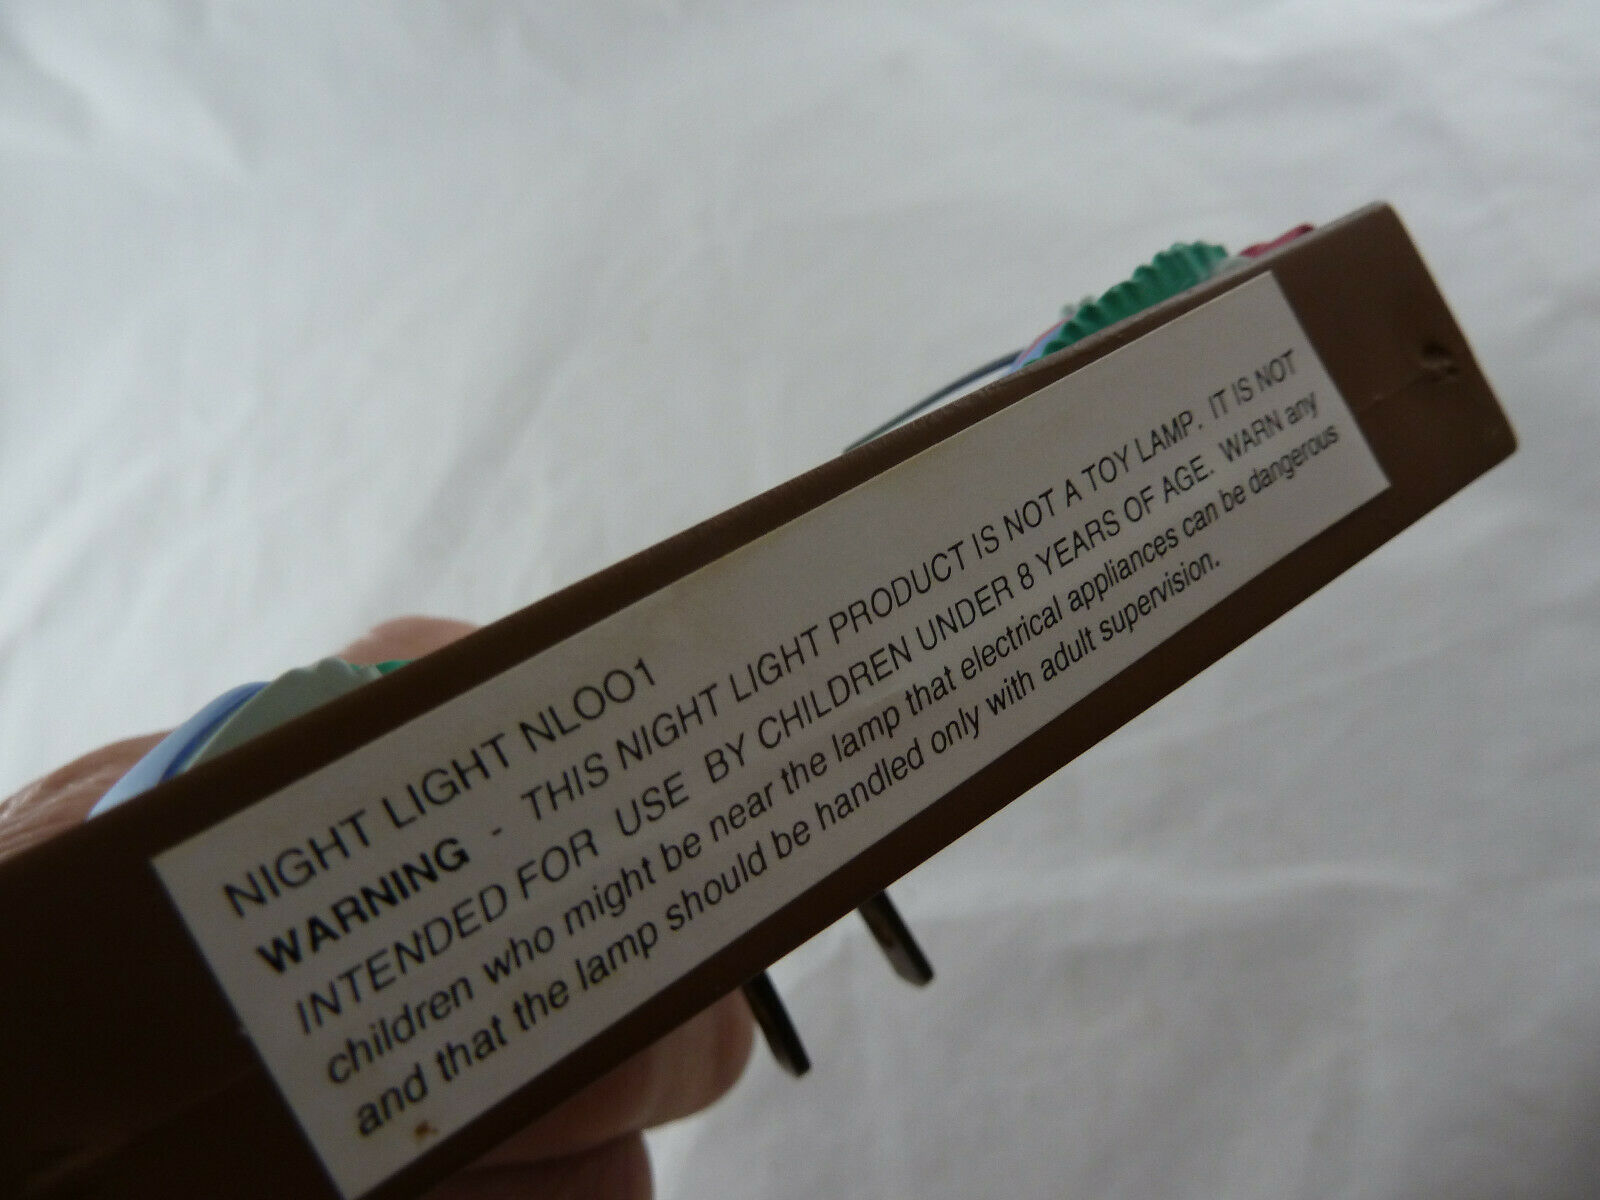 NIGHT LIGHT NLOO1
WARNING - THIS NIGHT LIGHT PRODUCT IS NOT A TOY LAMP. IT IS NOT
INTENDED FOR USE BY CHILDREN UNDER 8 YEARS OF AGE. WARN any
children who might be near the lamp that electrical appliances can be dangerous
and that the lamp should be handled only with adult supervision.